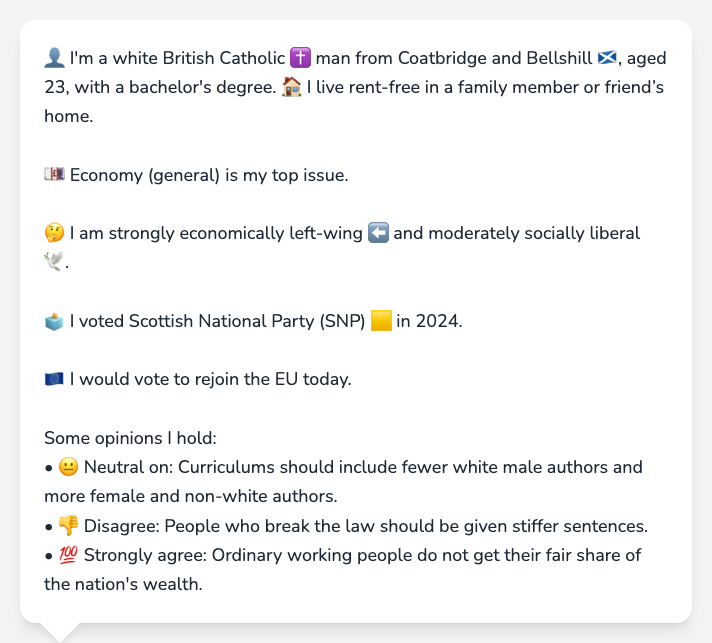 👤 I'm a white British Catholic ✝️ man from Coatbridge and Bellshill 🏴󠁧󠁢󠁳󠁣󠁴󠁿, aged
23, with a bachelor's degree. 🏠 I live rent-free in a family member or friend’s
home.
💷 Economy (general) is my top issue.
🤔 I am strongly economically left-wing ⬅️ and moderately socially liberal
🕊️.
🗳️ I voted Scottish National Party (SNP) 🟨 in 2024.
🇪🇺 I would vote to rejoin the EU today.
Some opinions I hold:
• 😐 Neutral on: Curriculums should include fewer white male authors and
more female and non-white authors.
• 👎 Disagree: People who break the law should be given stiffer sentences.
• 💯 Strongly agree: Ordinary working people do not get their fair share of
the nation's wealth.